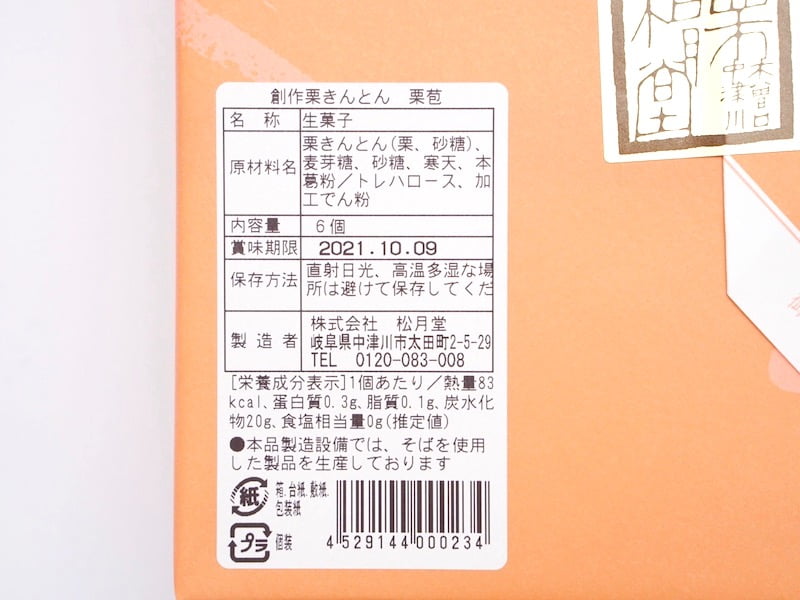 創作栗きんとん 栗苞
名 称 生菓子
原材料名 栗きんとん(栗、砂糖)、
麦芽糖、砂糖、寒天、本
葛粉／トレハロース、加
工でん粉
内容量 6個
賞味期限 2021.10.09
保存方法 直射日光、高温多湿な場
所は避けて保存してくだ
製造者 株式会社 松月堂
岐阜県中津川市太田町2-5-29
TEL 0120-083-008
[栄養成分表示]1個あたり／熱量83
kcal、蛋白質0.3g、脂質0.1g、炭水化
物20g、食塩相当量0g(推定値)
●本品製造設備では、そばを使用
した製品を生産しております
紙 箱、台紙、敷紙、
包装紙
プラ 個装
4529144000234
木曽口
中津川
堂